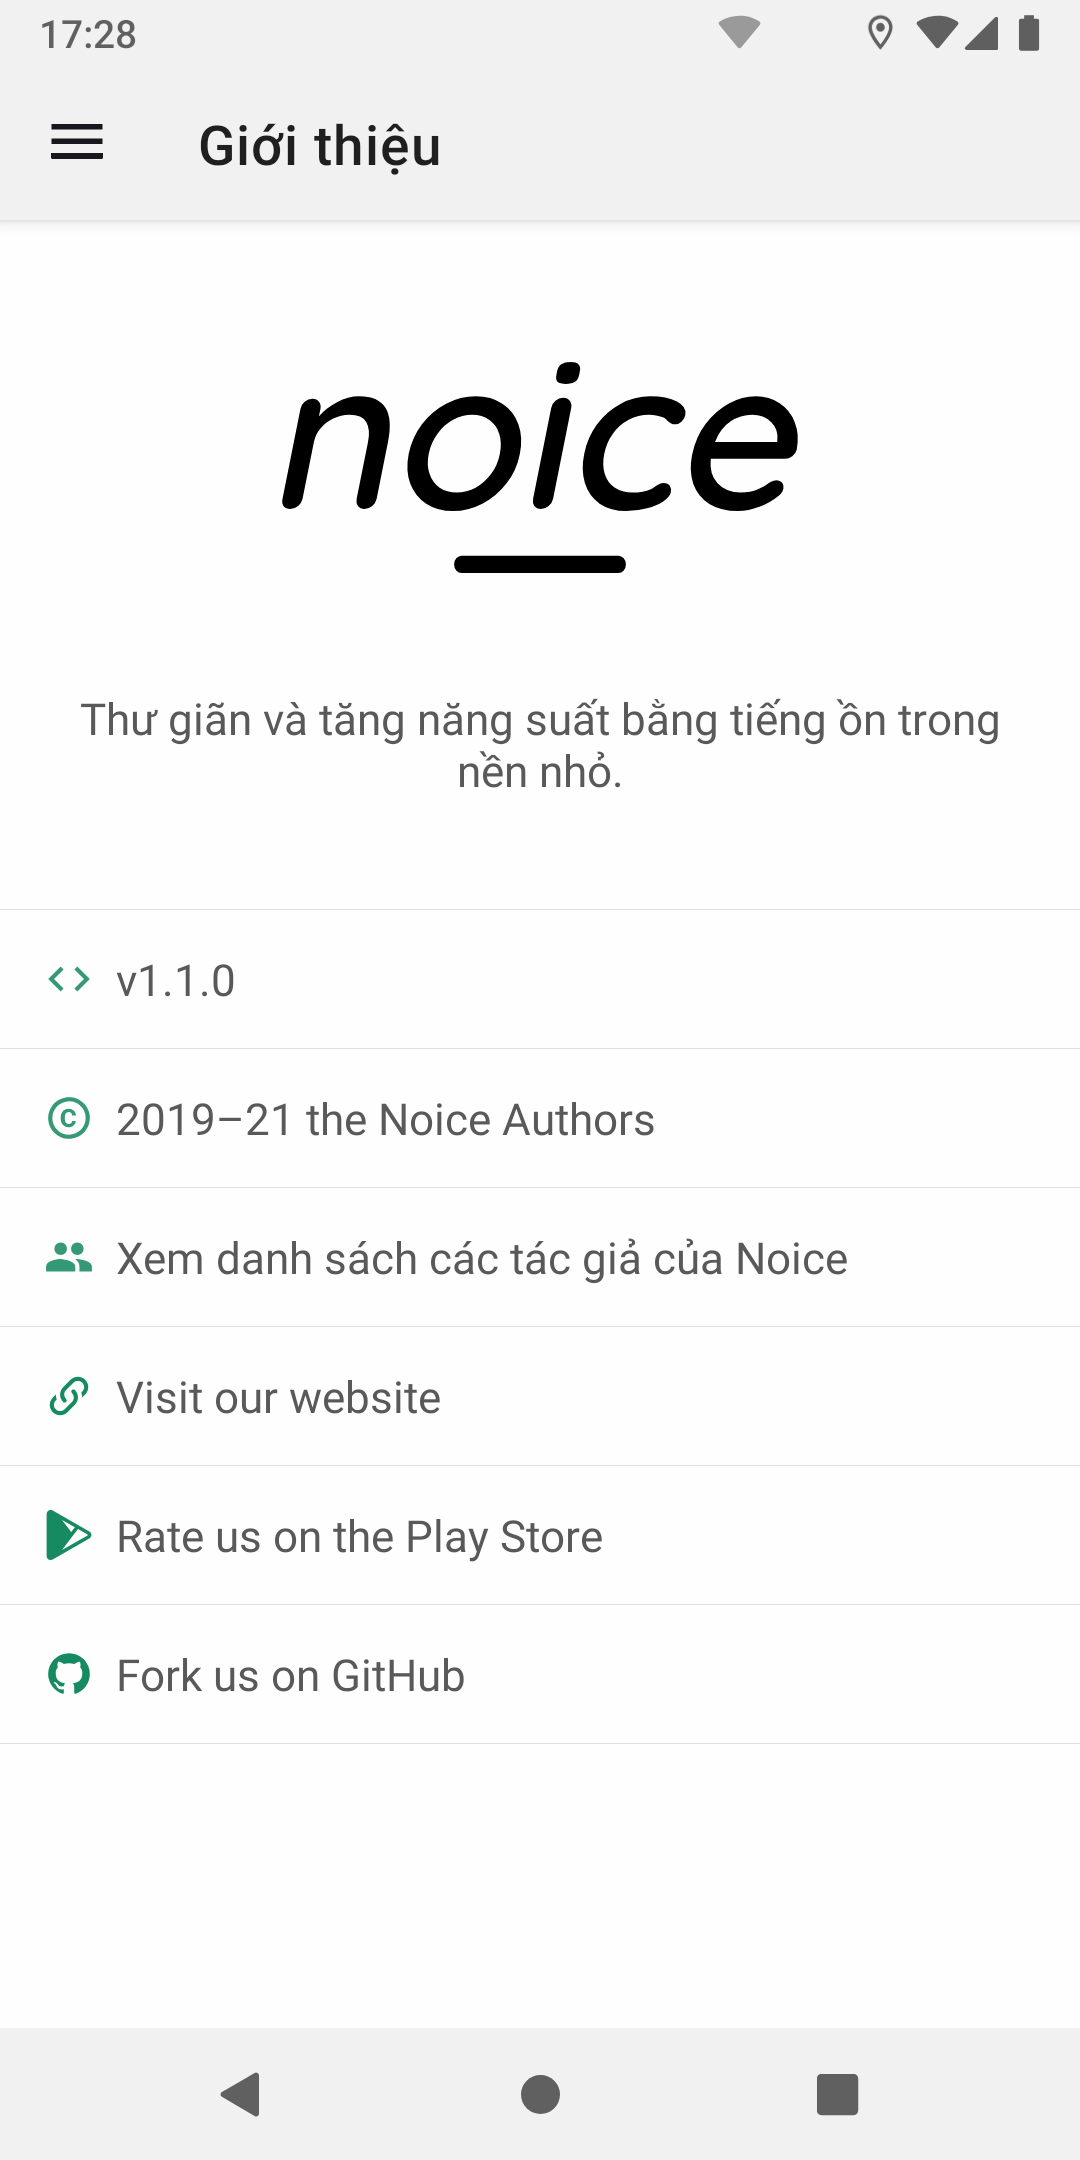 17:28
Giới thiệu
noice
Thư giãn và tăng năng suất bằng tiếng ồn trong
nền nhỏ.
v1.1.0
2019–21 the Noice Authors
Xem danh sách các tác giả của Noice
Visit our website
Rate us on the Play Store
Fork us on GitHub